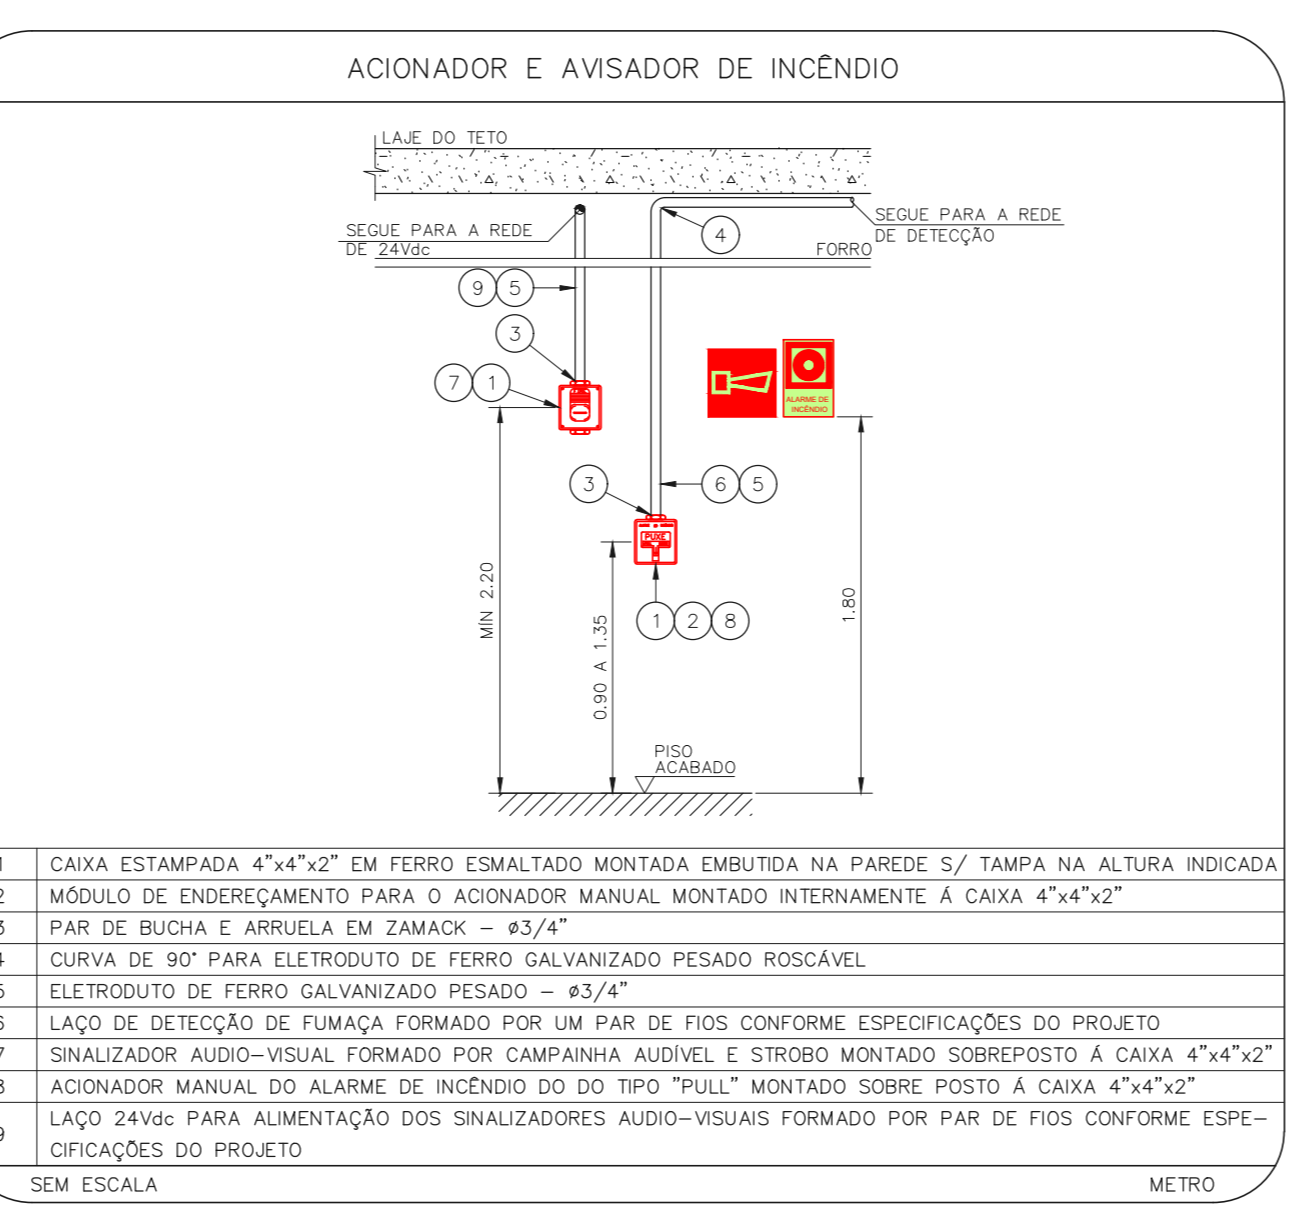 ACIONADOR E AVISADOR DE INCÊNDIO
LAJE DO TETO
SEGUE PARA A REDE
DE 24Vdc
4
SEGUE PARA A REDE
DE DETECÇÃO
FORRO
9 5
3
7 1
ALARME DE
INCÊNDIO
3
6 5
PUXE
MÍN 2.20
0.90 A 1.35
1 2 8
1.80
PISO
ACABADO
1 CAIXA ESTAMPADA 4”x4”x2” EM FERRO ESMALTADO MONTADA EMBUTIDA NA PAREDE S/ TAMPA NA ALTURA INDICADA
2 MÓDULO DE ENDEREÇAMENTO PARA O ACIONADOR MANUAL MONTADO INTERNAMENTE Á CAIXA 4”x4”x2”
3 PAR DE BUCHA E ARRUELA EM ZAMACK – ø3/4”
4 CURVA DE 90° PARA ELETRODUTO DE FERRO GALVANIZADO PESADO ROSCÁVEL
5 ELETRODUTO DE FERRO GALVANIZADO PESADO – ø3/4”
6 LAÇO DE DETECÇÃO DE FUMAÇA FORMADO POR UM PAR DE FIOS CONFORME ESPECIFICAÇÕES DO PROJETO
7 SINALIZADOR AUDIO–VISUAL FORMADO POR CAMPAINHA AUDÍVEL E STROBO MONTADO SOBREPOSTO Á CAIXA 4”x4”x2”
8 ACIONADOR MANUAL DO ALARME DE INCÊNDIO DO DO TIPO "PULL" MONTADO SOBRE POSTO Á CAIXA 4”x4”x2”
9 LAÇO 24Vdc PARA ALIMENTAÇÃO DOS SINALIZADORES AUDIO–VISUAIS FORMADO POR PAR DE FIOS CONFORME ESPE–
CIFICAÇÕES DO PROJETO
SEM ESCALA
METRO